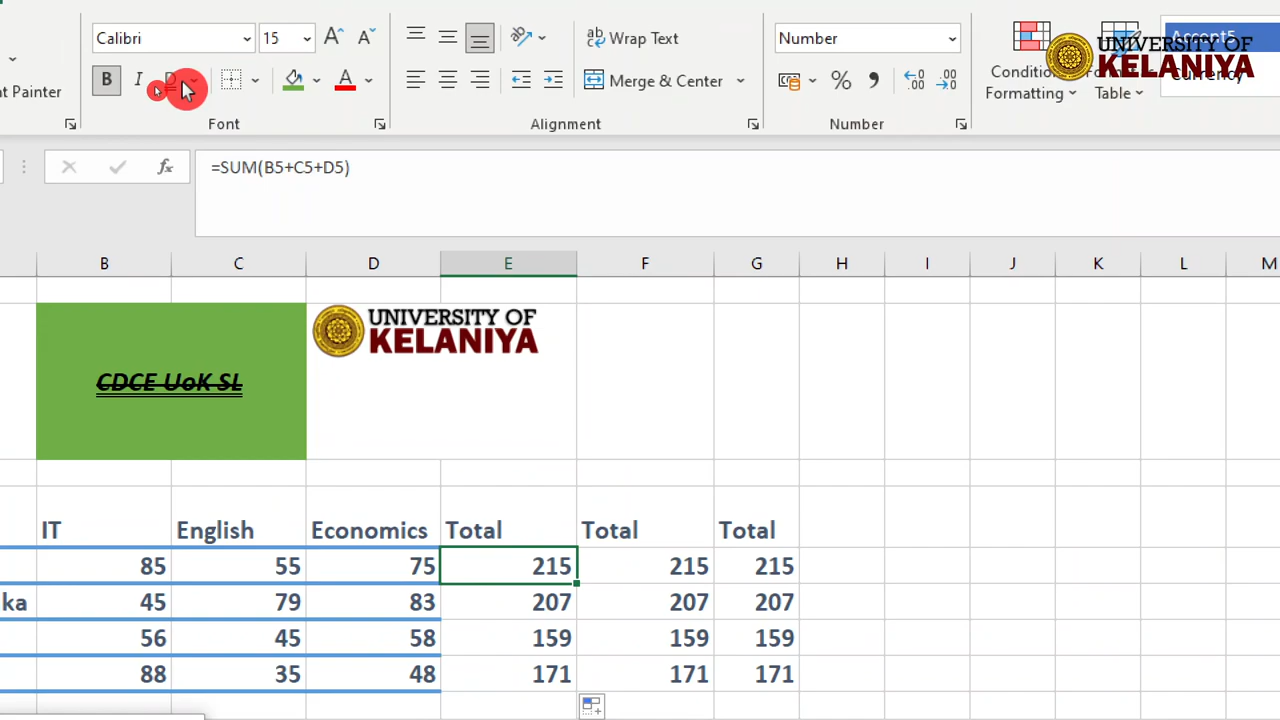 Calibri
15
Wrap Text
Number
UNIVERSITY OF
KELANIYA
B I D
Merge & Center
%
Formatting
Table
Currency
nt Painter
Font
Alignment
Number
fx
=SUM(B5+C5+D5)
B C D E F G H I J K L M
UNIVERSITY OF
KELANIYA
CDCE UoK SL
IT English Economics Total Total Total
85 55 75 215 215 215
ka 45 79 83 207 207 207
56 45 58 159 159 159
88 35 48 171 171 171